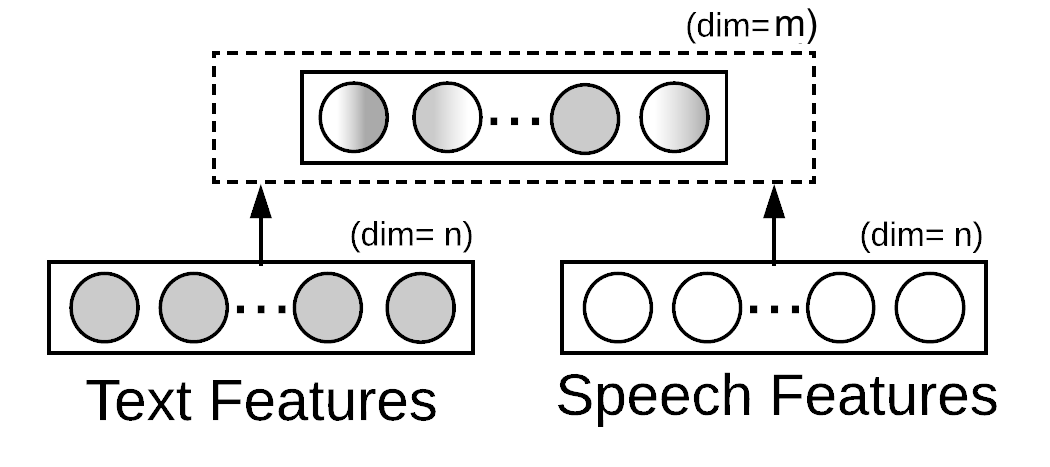 (dim=m)
(dim= n)
(dim= n)
Text Features
Speech Features